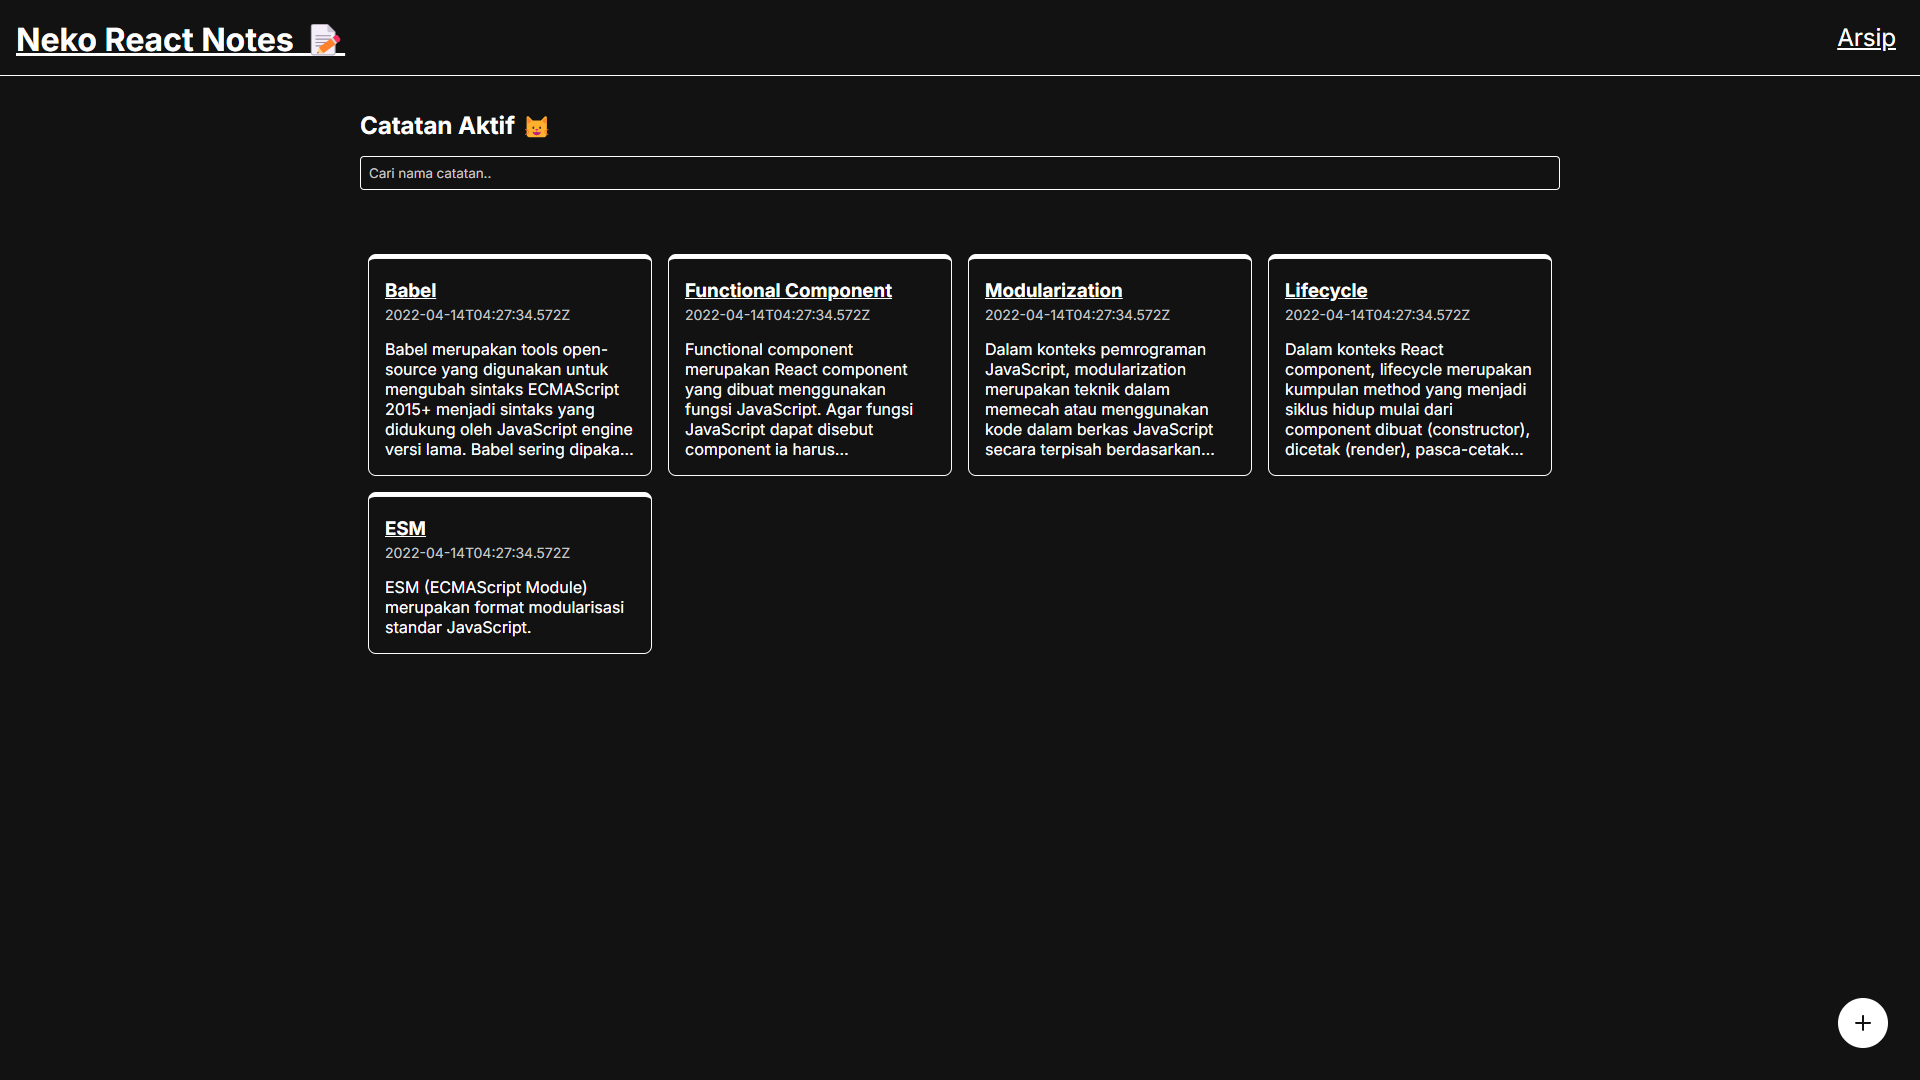 Neko React Notes 📝
Arsip
Catatan Aktif 😺
Cari nama catatan..
Babel
2022-04-14T04:27:34.572Z
Babel merupakan tools open-
source yang digunakan untuk
mengubah sintaks ECMAScript
2015+ menjadi sintaks yang
didukung oleh JavaScript engine
versi lama. Babel sering dipaka...
Functional Component
2022-04-14T04:27:34.572Z
Functional component
merupakan React component
yang dibuat menggunakan
fungsi JavaScript. Agar fungsi
JavaScript dapat disebut
component ia harus...
Modularization
2022-04-14T04:27:34.572Z
Dalam konteks pemrograman
JavaScript, modularization
merupakan teknik dalam
memecah atau menggunakan
kode dalam berkas JavaScript
secara terpisah berdasarkan...
Lifecycle
2022-04-14T04:27:34.572Z
Dalam konteks React
component, lifecycle merupakan
kumpulan method yang menjadi
siklus hidup mulai dari
component dibuat (constructor),
dicetak (render), pasca-cetak...
ESM
2022-04-14T04:27:34.572Z
ESM (ECMAScript Module)
merupakan format modularisasi
standar JavaScript.
+